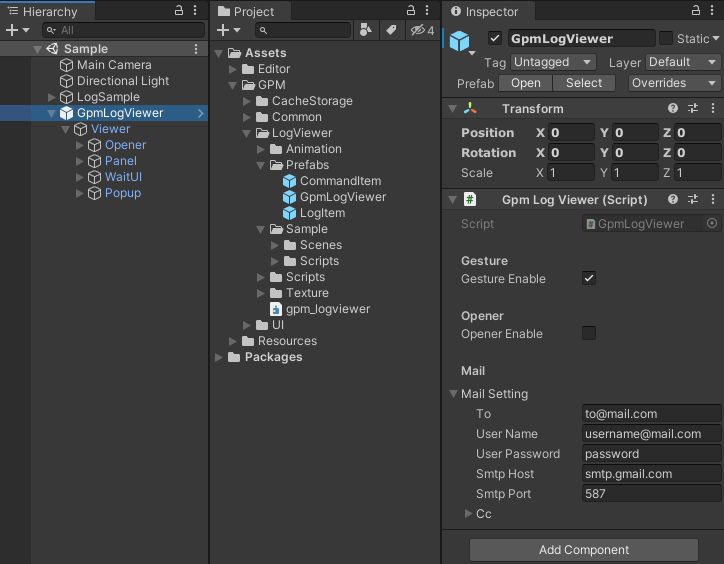 Hierarchy
All
Sample
Main Camera
Directional Light
LogSample
GpmLogViewer
Viewer
Opener
Panel
WaitUI
Popup
Project
4
Assets
Editor
GPM
CacheStorage
Common
LogViewer
Animation
Prefabs
CommandItem
GpmLogViewer
LogItem
Sample
Scenes
Scripts
Scripts
Texture
gpm_logviewer
UI
Resources
Packages
Inspector
GpmLogViewer Static
Tag Untagged Layer Default
Prefab Open Select Overrides
Transform
Position X 0 Y 0 Z 0
Rotation X 0 Y 0 Z 0
Scale X 1 Y 1 Z 1
# Gpm Log Viewer (Script)
Script # GpmLogViewer
Gesture
Gesture Enable
Opener
Opener Enable
Mail
Mail Setting
To to@mail.com
User Name username@mail.com
User Password password
Smtp Host smtp.gmail.com
Smtp Port 587
Cc
Add Component